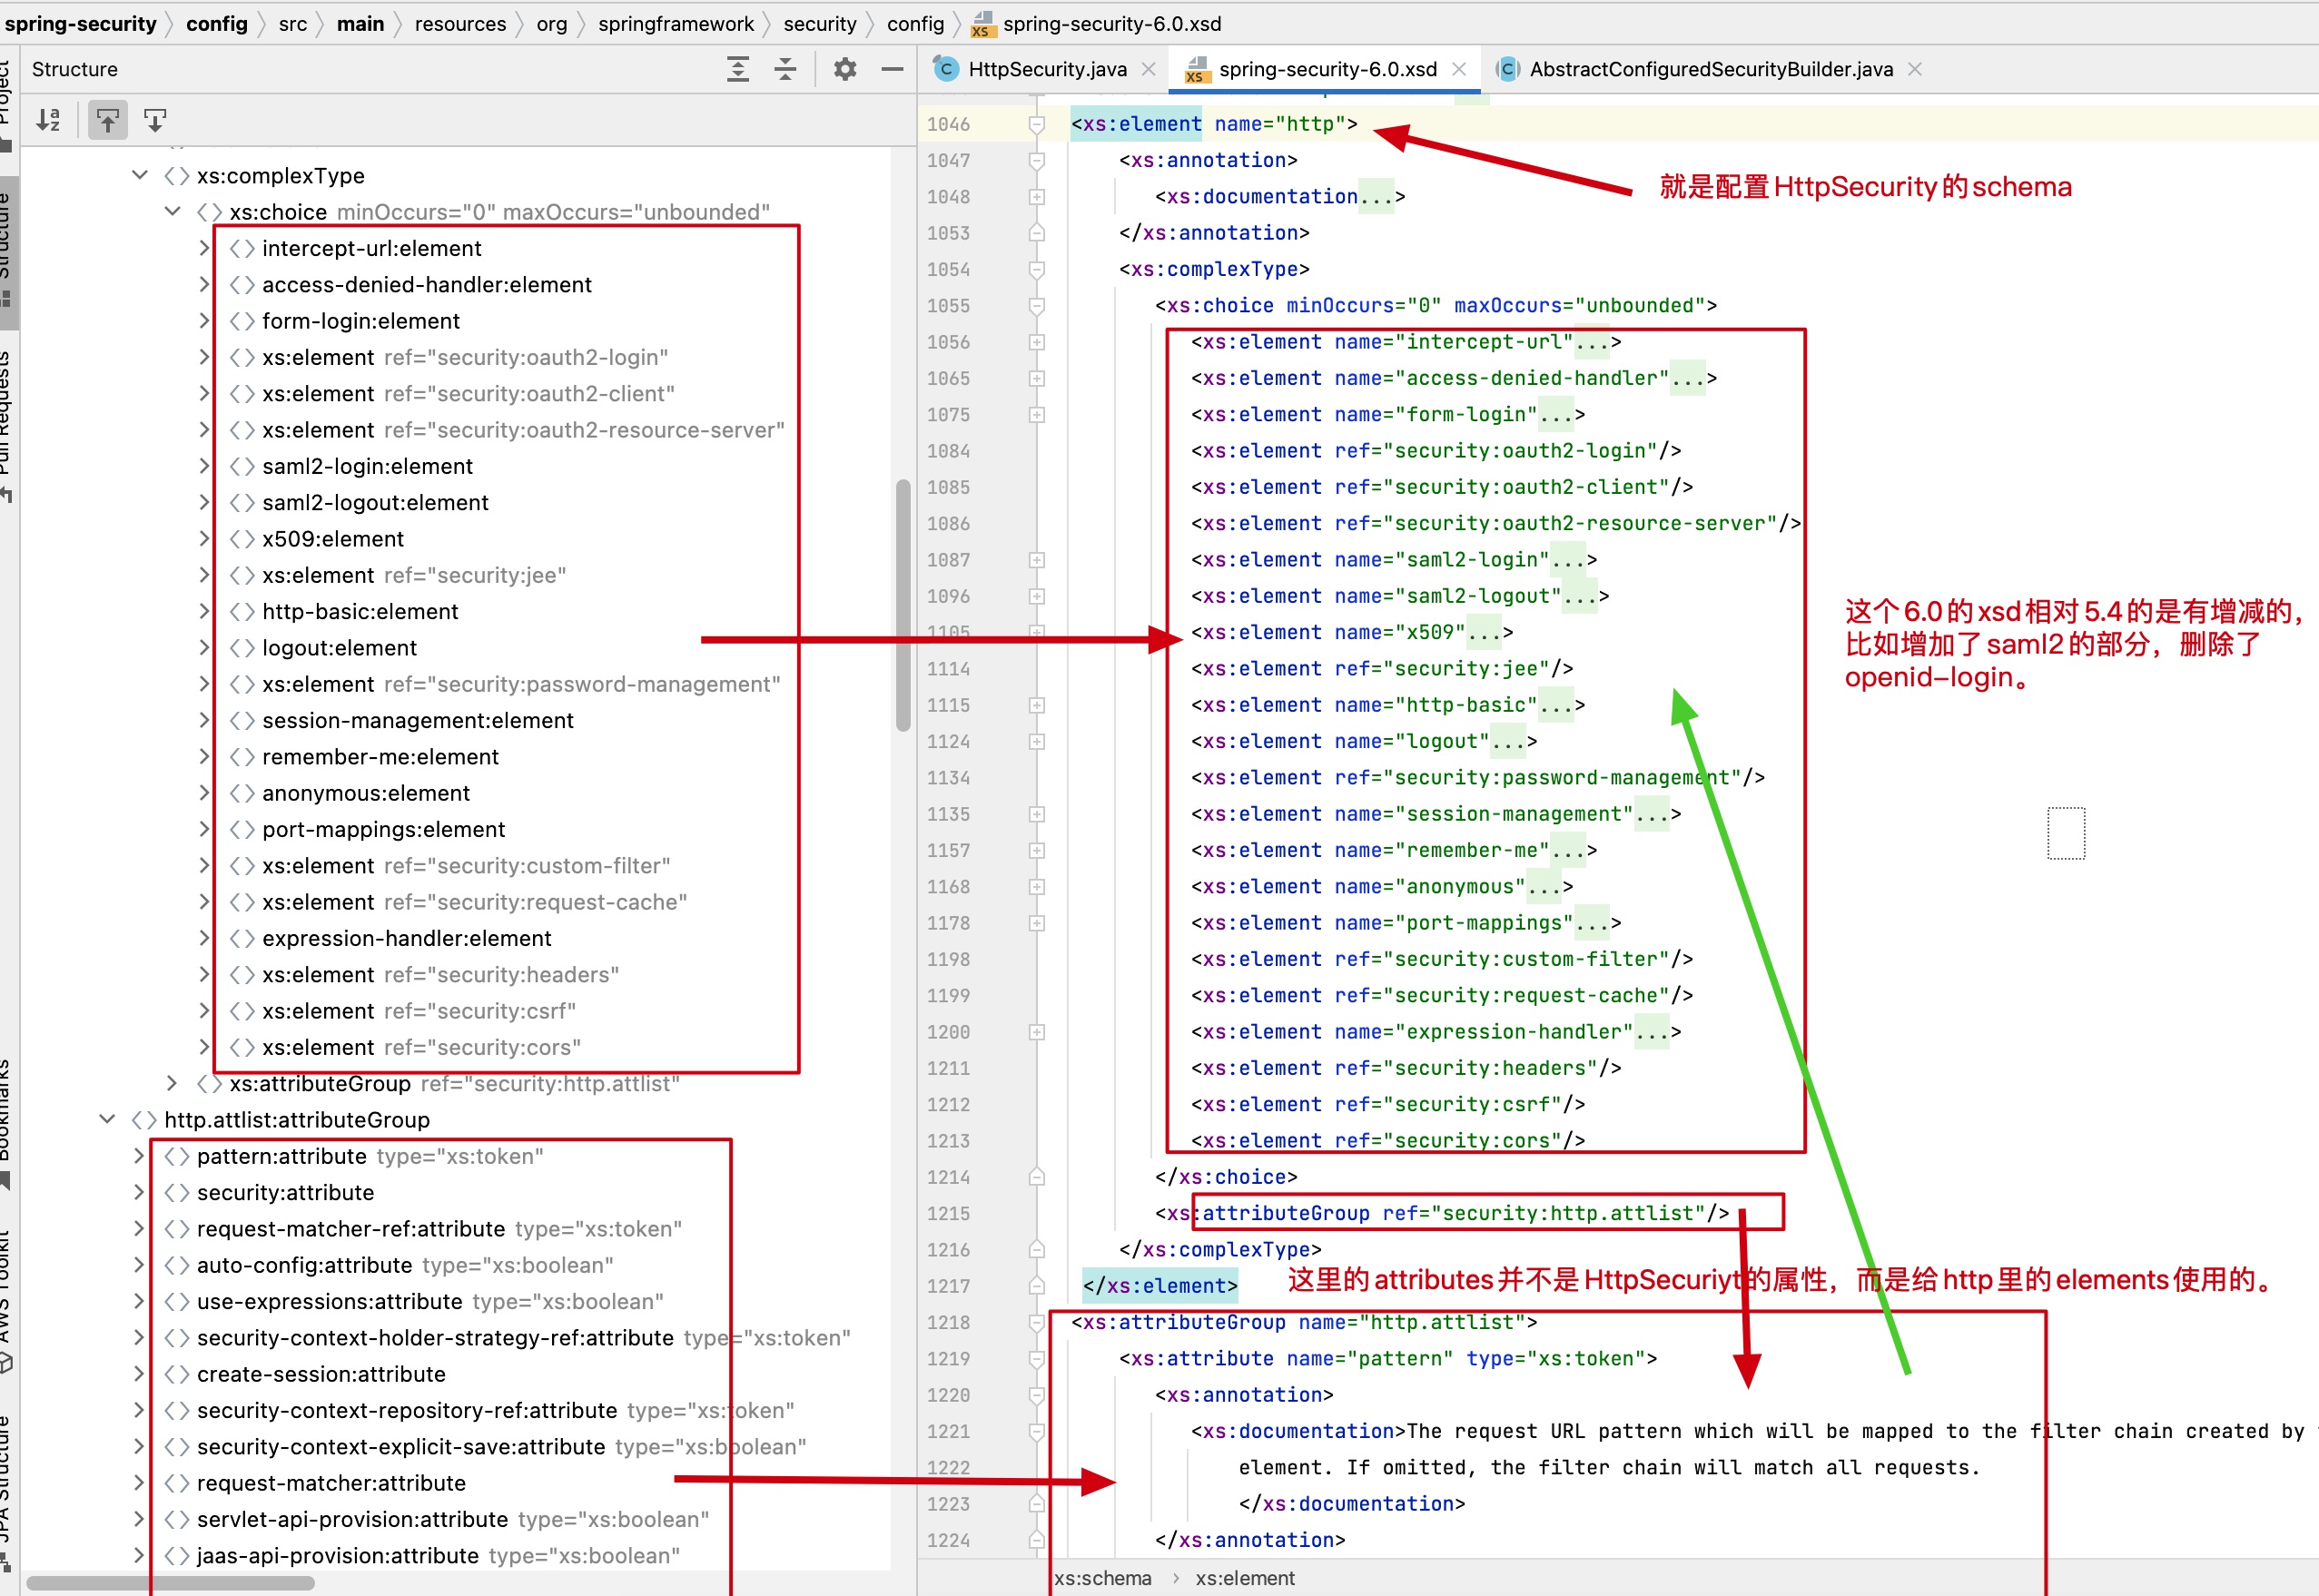 spring-security 〉 config 〉 src 〉 main 〉 resources 〉 org 〉 springframework 〉 security 〉 config 〉 spring-security-6.0.xsd
Project
Structure
Pull Requests
Bookmarks
AWS Toolkit
JPA Structure
Structure
xs:complexType
xs:choice minOccurs="0" maxOccurs="unbounded"
intercept-url:element
access-denied-handler:element
form-login:element
xs:element ref="security:oauth2-login"
xs:element ref="security:oauth2-client"
xs:element ref="security:oauth2-resource-server"
saml2-login:element
saml2-logout:element
x509:element
xs:element ref="security:jee"
http-basic:element
logout:element
xs:element ref="security:password-management"
session-management:element
remember-me:element
anonymous:element
port-mappings:element
xs:element ref="security:custom-filter"
xs:element ref="security:request-cache"
expression-handler:element
xs:element ref="security:headers"
xs:element ref="security:csrf"
xs:element ref="security:cors"
xs:attributeGroup ref="security:http.attlist"
http.attlist:attributeGroup
pattern:attribute type="xs:token"
security:attribute
request-matcher-ref:attribute type="xs:token"
auto-config:attribute type="xs:boolean"
use-expressions:attribute type="xs:boolean"
security-context-holder-strategy-ref:attribute type="xs:token"
create-session:attribute
security-context-repository-ref:attribute type="xs:token"
security-context-explicit-save:attribute type="xs:boolean"
request-matcher:attribute
servlet-api-provision:attribute type="xs:boolean"
jaas-api-provision:attribute type="xs:boolean"
HttpSecurity.java spring-security-6.0.xsd AbstractConfiguredSecurityBuilder.java
1046 <xs:element name="http">
1047 <xs:annotation>
就是配置HttpSecurity的schema
1048 <xs:documentation...>
1053 </xs:annotation>
1054 <xs:complexType>
1055 <xs:choice minOccurs="0" maxOccurs="unbounded">
1056 <xs:element name="intercept-url"...>
1065 <xs:element name="access-denied-handler"...>
1075 <xs:element name="form-login"...>
1084 <xs:element ref="security:oauth2-login"/>
1085 <xs:element ref="security:oauth2-client"/>
1086 <xs:element ref="security:oauth2-resource-server"/>
1087 <xs:element name="saml2-login"...>
1096 <xs:element name="saml2-logout"...>
1105 <xs:element name="x509"...>
1114 <xs:element ref="security:jee"/>
1115 <xs:element name="http-basic"...>
1124 <xs:element name="logout"...>
1134 <xs:element ref="security:password-management"/>
1135 <xs:element name="session-management"...>
1157 <xs:element name="remember-me"...>
1168 <xs:element name="anonymous"...>
1178 <xs:element name="port-mappings"...>
1198 <xs:element ref="security:custom-filter"/>
1199 <xs:element ref="security:request-cache"/>
1200 <xs:element name="expression-handler"...>
1211 <xs:element ref="security:headers"/>
1212 <xs:element ref="security:csrf"/>
1213 <xs:element ref="security:cors"/>
1214 </xs:choice>
1215 <xs:attributeGroup ref="security:http.attlist"/>
1216 </xs:complexType>
1217 </xs:element>
这个6.0的xsd相对5.4的是有增减的，
比如增加了saml2的部分，删除了
openid-login。
这里的attributes并不是HttpSecuriyt的属性，而是给http里的elements使用的。
1218 <xs:attributeGroup name="http.attlist">
1219 <xs:attribute name="pattern" type="xs:token">
1220 <xs:annotation>
1221 <xs:documentation>The request URL pattern which will be mapped to the filter chain created by
1222 element. If omitted, the filter chain will match all requests.
1223 </xs:documentation>
1224 </xs:annotation>
xs:schema › xs:element